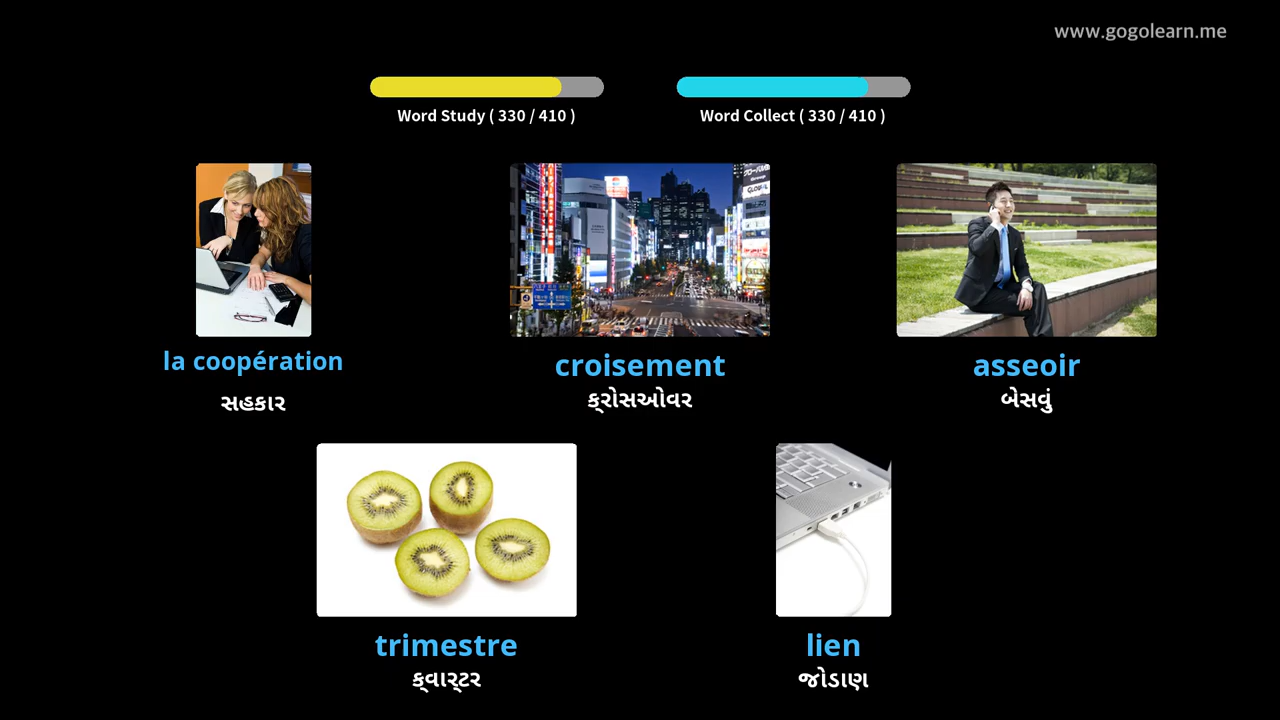 www.gogolearn.me
Word Study ( 330 / 410 )
Word Collect ( 330 / 410 )
la coopération
સહકાર
croisement
ક્રોસઓવર
asseoir
બેસવું
trimestre
ક્વાર્ટર
lien
જોડાણ